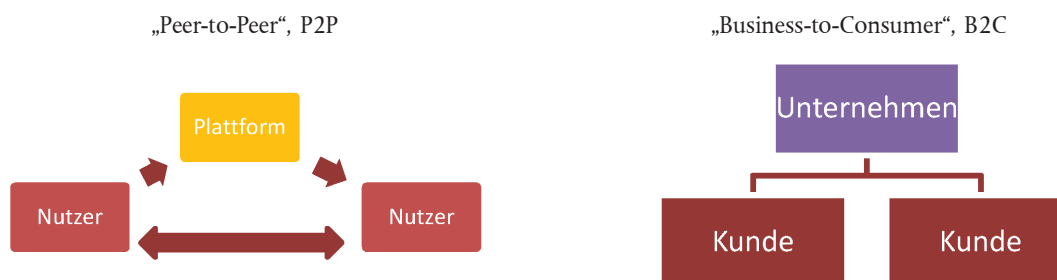 „Peer-to-Peer“, P2P
Plattform
Nutzer
Nutzer
„Business-to-Consumer“, B2C
Unternehmen
Kunde
Kunde